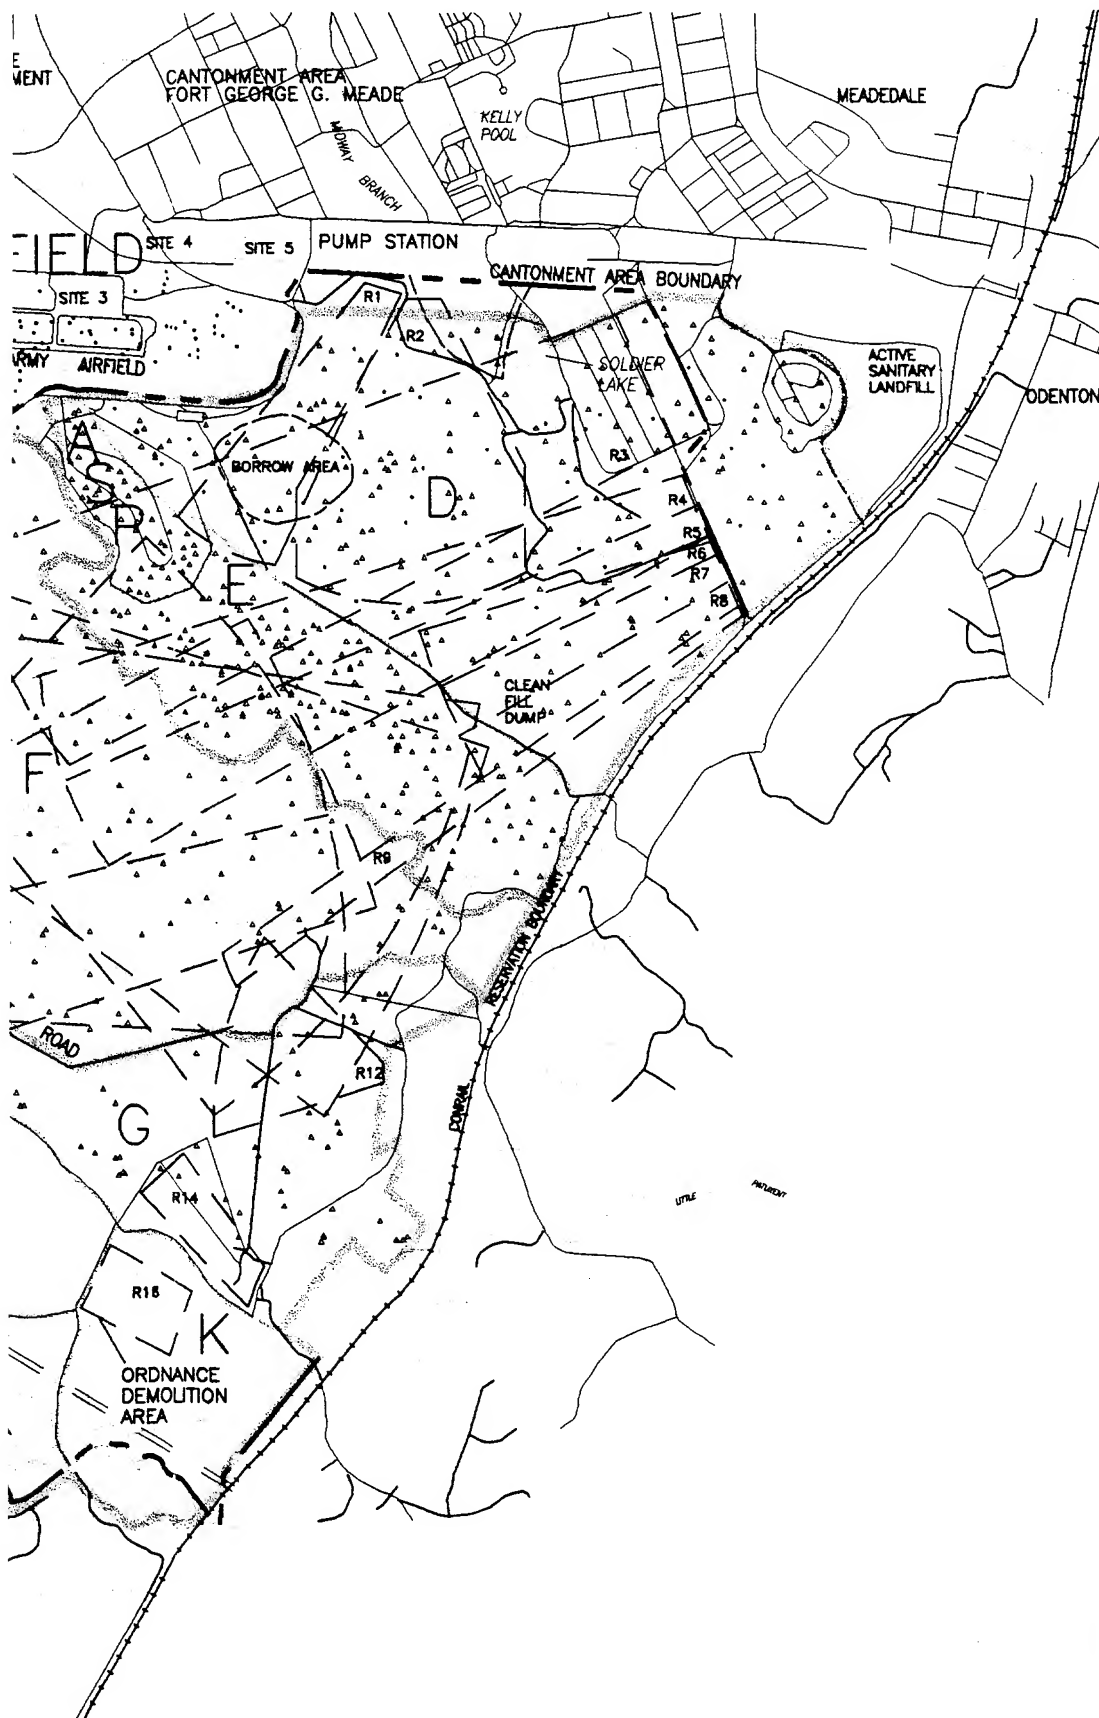 E
MENT
CANTONMENT AREA
FORT GEORGE G. MEADE
MEADEDALE
KELLY
POOL
MIDWAY
BRANCH
FIELD
SITE 4
SITE 5
PUMP STATION
CANTONMENT AREA BOUNDARY
SITE 3
R1
R2
ARMY AIRFIELD
SOLDIER
LAKE
ACTIVE
SANITARY
LANDFILL
ODENTON
A
S
P
BORROW AREA
D
R3
R4
R5
R6
R7
R8
E
CLEAN
FILL
DUMP
F
R9
RESERVATION BOUNDARY
ROAD
R12
CONRAIL
G
R14
LITTLE
PATUXENT
R15
K
ORDNANCE
DEMOLITION
AREA